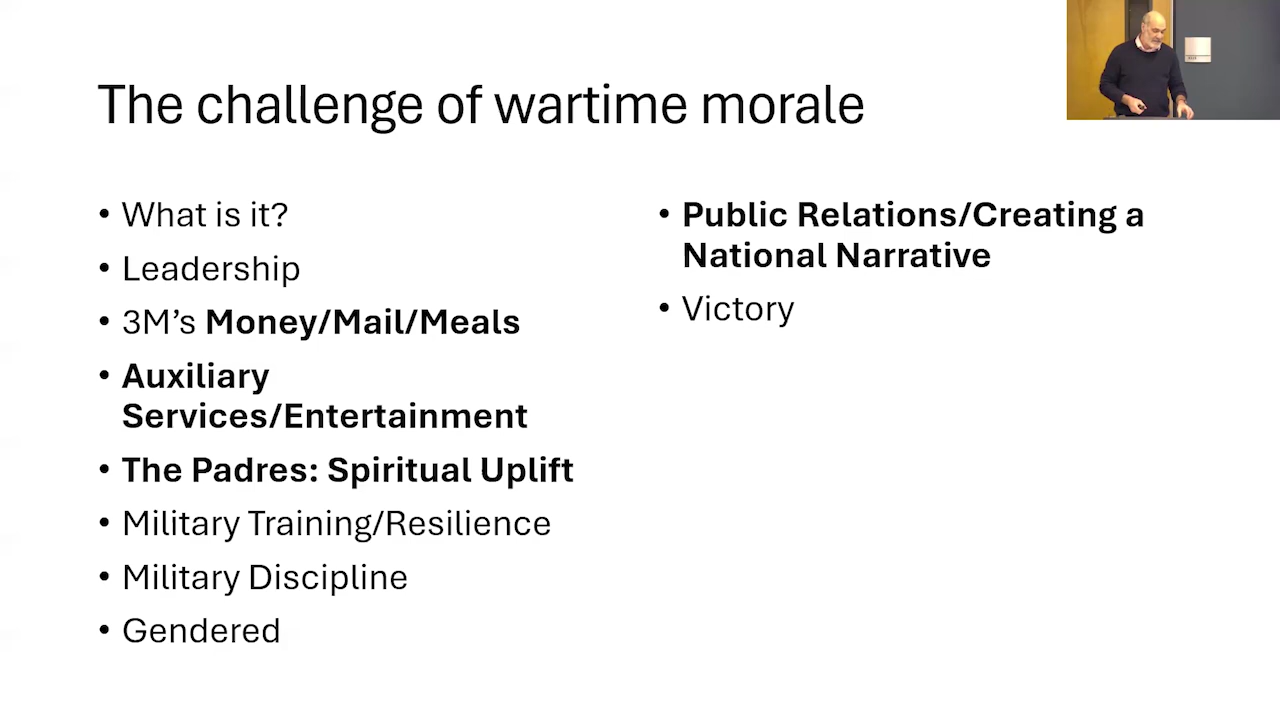 The challenge of wartime morale
• What is it?
• Leadership
• 3M’s Money/Mail/Meals
• Auxiliary
Services/Entertainment
• The Padres: Spiritual Uplift
• Military Training/Resilience
• Military Discipline
• Gendered
• Public Relations/Creating a
National Narrative
• Victory